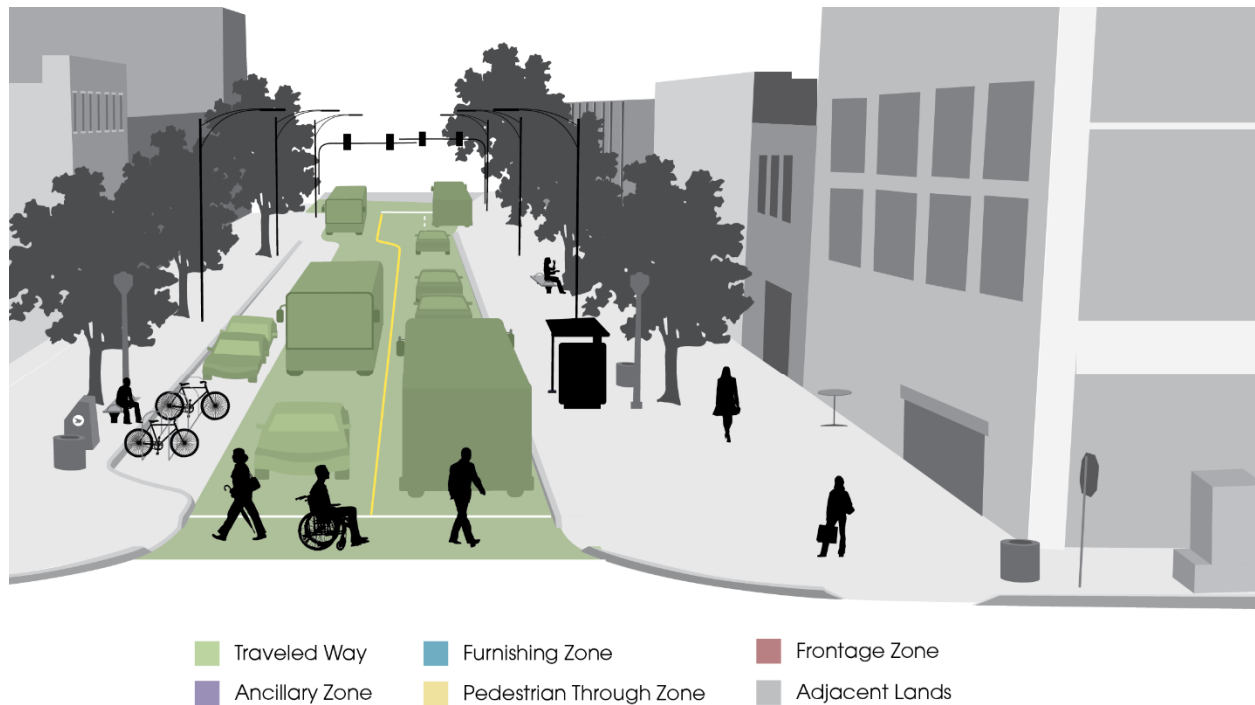 Traveled Way
Furnishing Zone
Frontage Zone
Ancillary Zone
Pedestrian Through Zone
Adjacent Lands